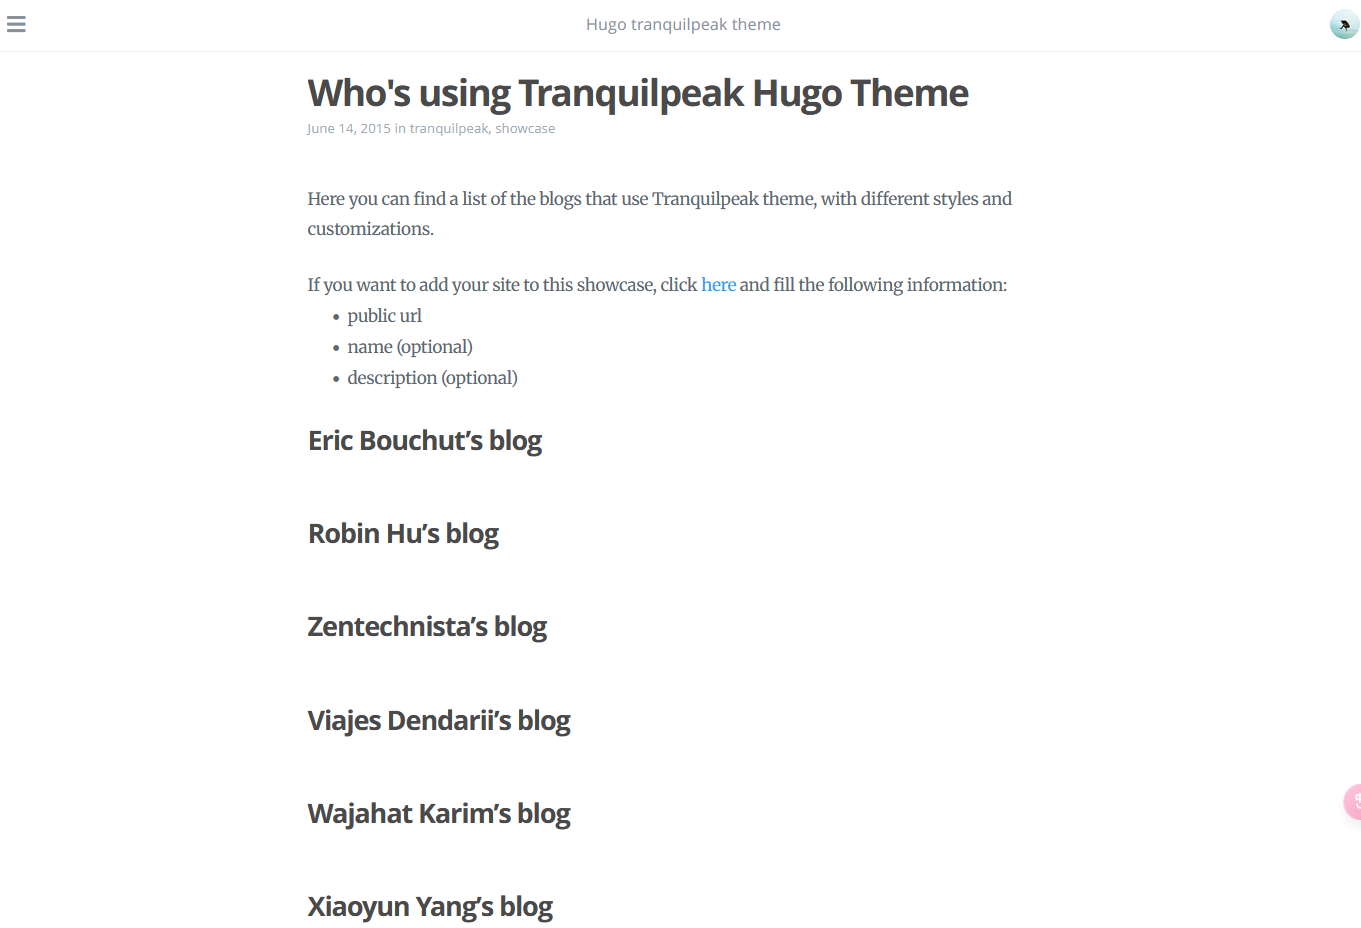 Hugo tranquilpeak theme
Who's using Tranquilpeak Hugo Theme
June 14, 2015 in tranquilpeak, showcase
Here you can find a list of the blogs that use Tranquilpeak theme, with different styles and
customizations.
If you want to add your site to this showcase, click here and fill the following information:
• public url
• name (optional)
• description (optional)
Eric Bouchut’s blog
Robin Hu’s blog
Zentechnista’s blog
Viajes Dendarii’s blog
Wajahat Karim’s blog
Xiaoyun Yang’s blog